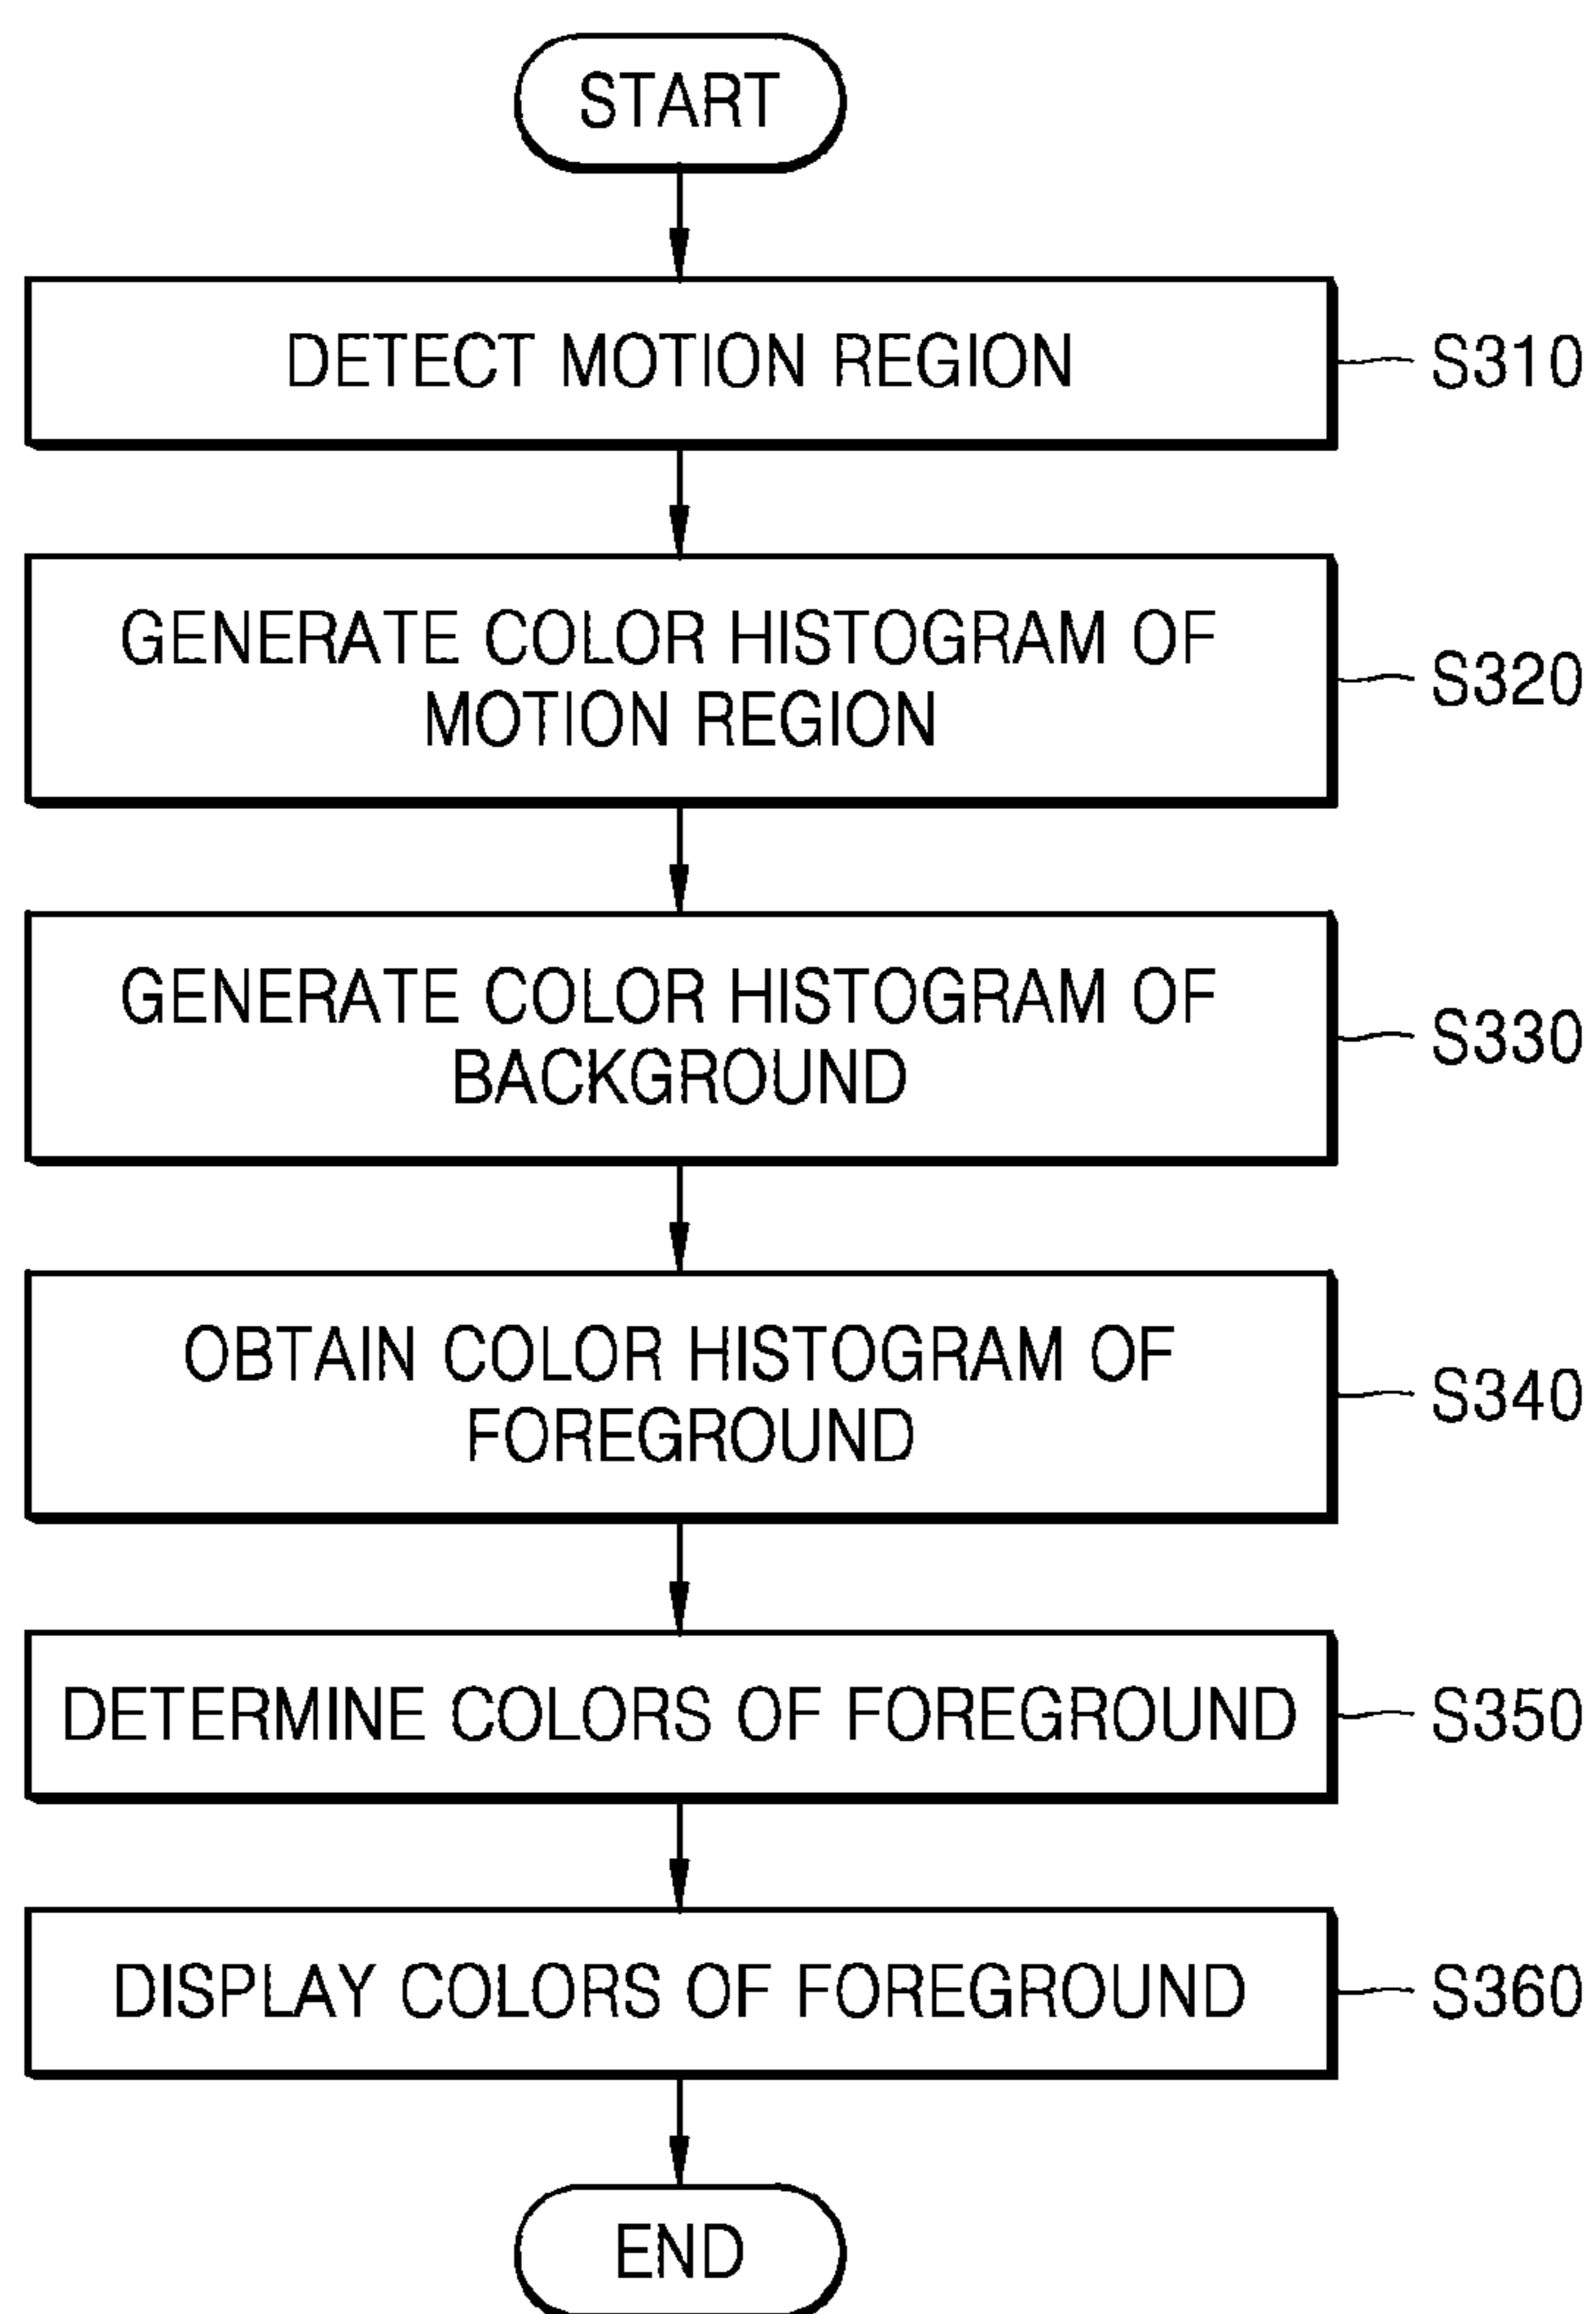 START
DETECT MOTION REGION
S310
GENERATE COLOR HISTOGRAM OF
MOTION REGION
S320
GENERATE COLOR HISTOGRAM OF
BACKGROUND
S330
OBTAIN COLOR HISTOGRAM OF
FOREGROUND
S340
DETERMINE COLORS OF FOREGROUND
S350
DISPLAY COLORS OF FOREGROUND
S360
END